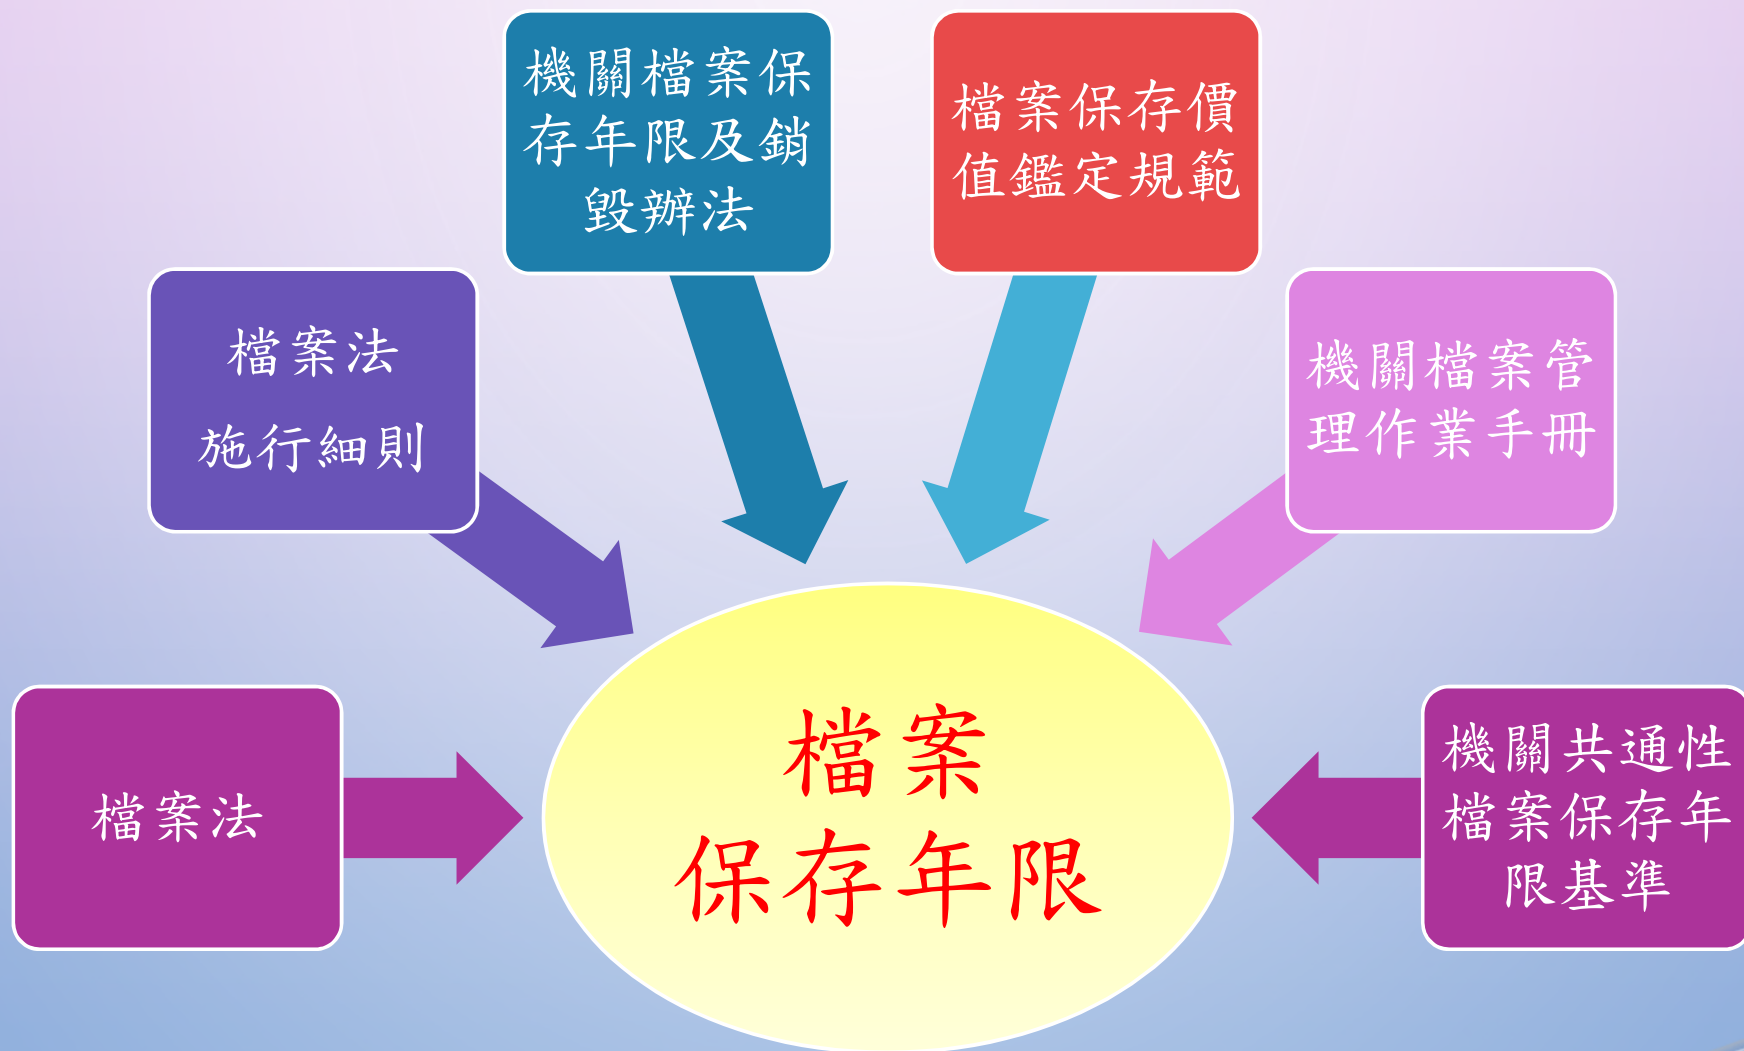 機關檔案保
存年限及銷
毀辦法
檔案保存價
值鑑定規範
檔案法
施行細則
機關檔案管
理作業手冊
檔案法
檔案
保存年限
機關共通性
檔案保存年
限基準